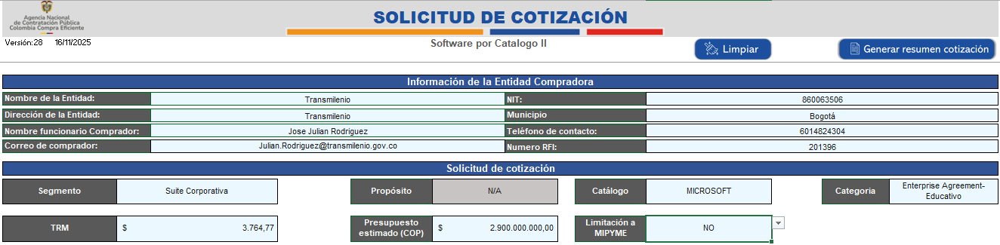 Agencia Nacional
de Contratación Pública
Colombia Compra Eficiente
SOLICITUD DE COTIZACIÓN
Versión:28 16/11/2025
Software por Catalogo II
Limpiar
Generar resumen cotización
Información de la Entidad Compradora
Nombre de la Entidad: Transmilenio NIT: 860063506
Dirección de la Entidad: Transmilenio Municipio Bogotá
Nombre funcionario Comprador: Jose Julian Rodriguez Teléfono de contacto: 6014824304
Correo de comprador: Julian.Rodriguez@transmilenio.gov.co Numero RFI: 201396
Solicitud de cotización
Segmento Suite Corporativa Propósito N/A Catálogo MICROSOFT Categoria Enterprise Agreement-
Educativo
TRM $ 3.764,77 Presupuesto
estimado (COP) $ 2.900.000.000,00 Limitación a
MIPYME NO